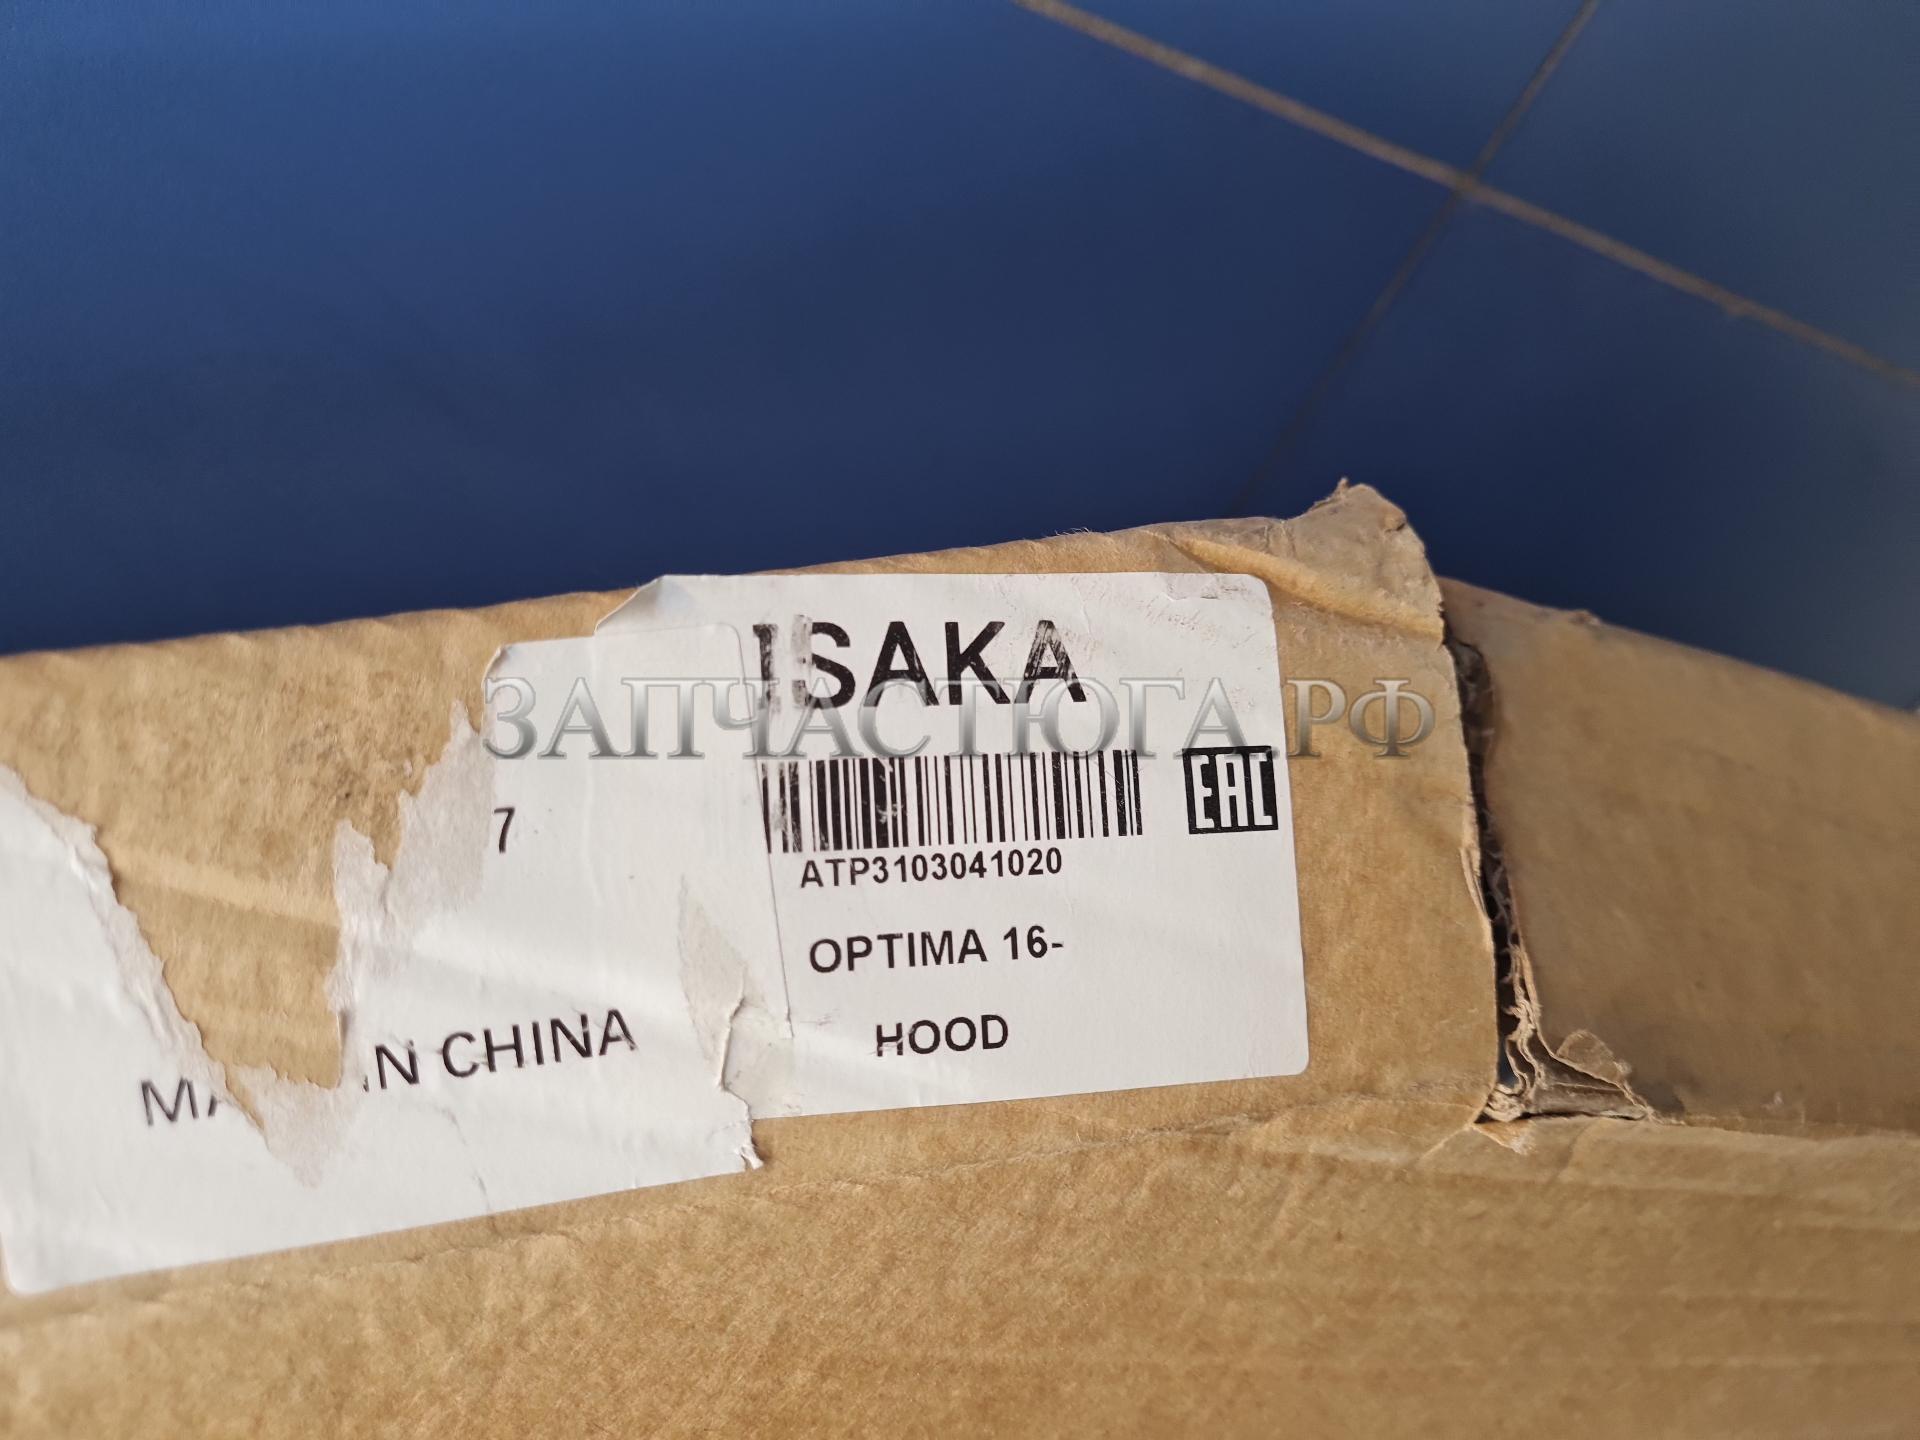 ISAKA
ЗАПЧАСТЮГА.РФ
EAC
7
ATP3103041020
OPTIMA 16-
HOOD
IN CHINA